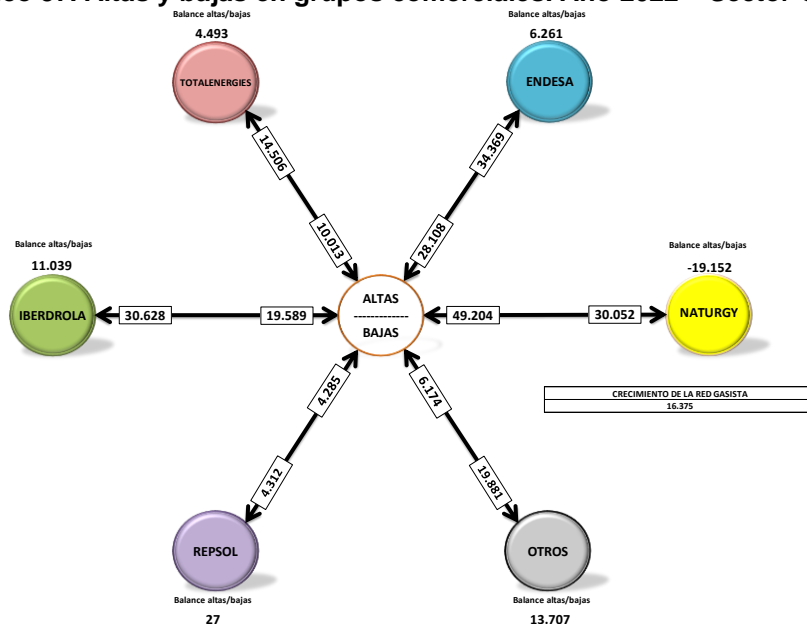 Balance altas/bajas
4.493
TOTALENERGIES
Balance altas/bajas
6.261
ENDESA
14.506
10.013
34.369
28.108
Balance altas/bajas
11.039
IBERDROLA
30.628
19.589
ALTAS
-------------
BAJAS
49.204
30.052
Balance altas/bajas
-19.152
NATURGY
CRECIMIENTO DE LA RED GASISTA
16.375
4.285
4.312
6.174
19.881
REPSOL
Balance altas/bajas
27
OTROS
Balance altas/bajas
13.707